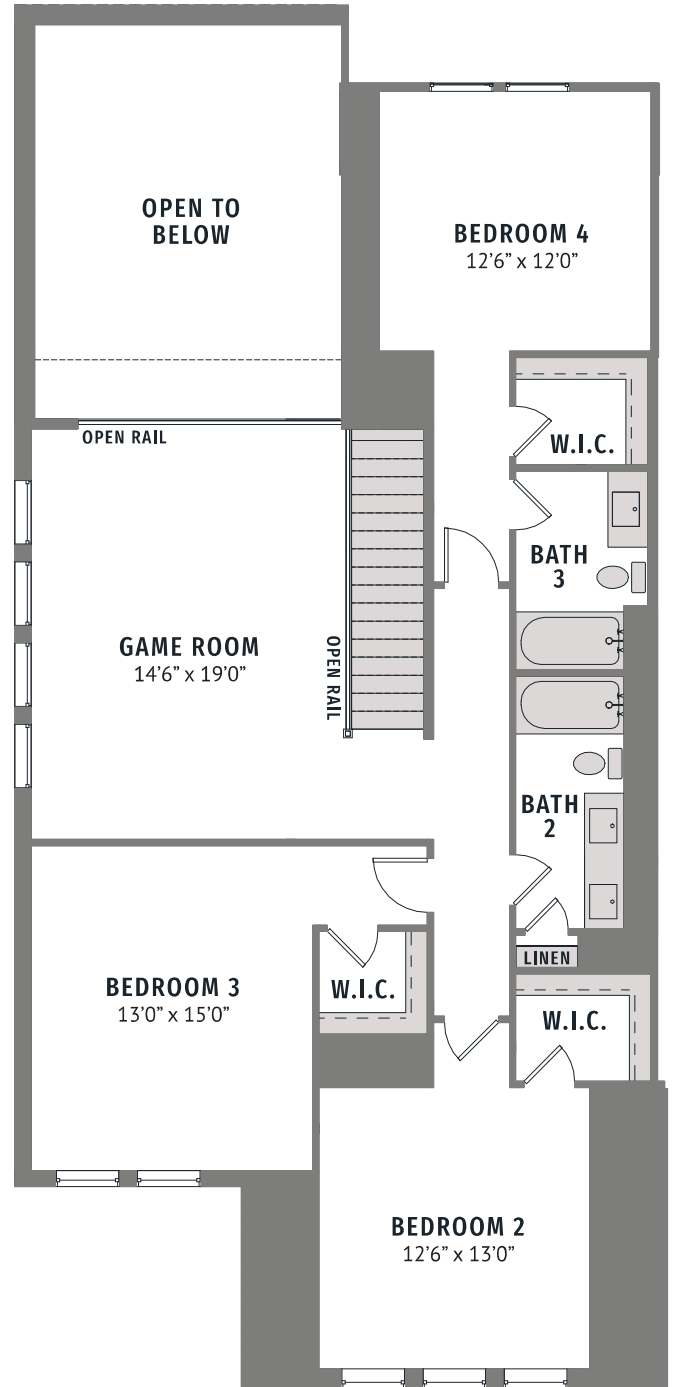 OPEN TO
BELOW
BEDROOM 4
12’6” x 12’0”
OPEN RAIL
W.I.C.
BATH
3
GAME ROOM
14’6” x 19’0”
OPEN RAIL
BATH
2
LINEN
BEDROOM 3
13’0” x 15’0”
W.I.C.
W.I.C.
BEDROOM 2
12’6” x 13’0”